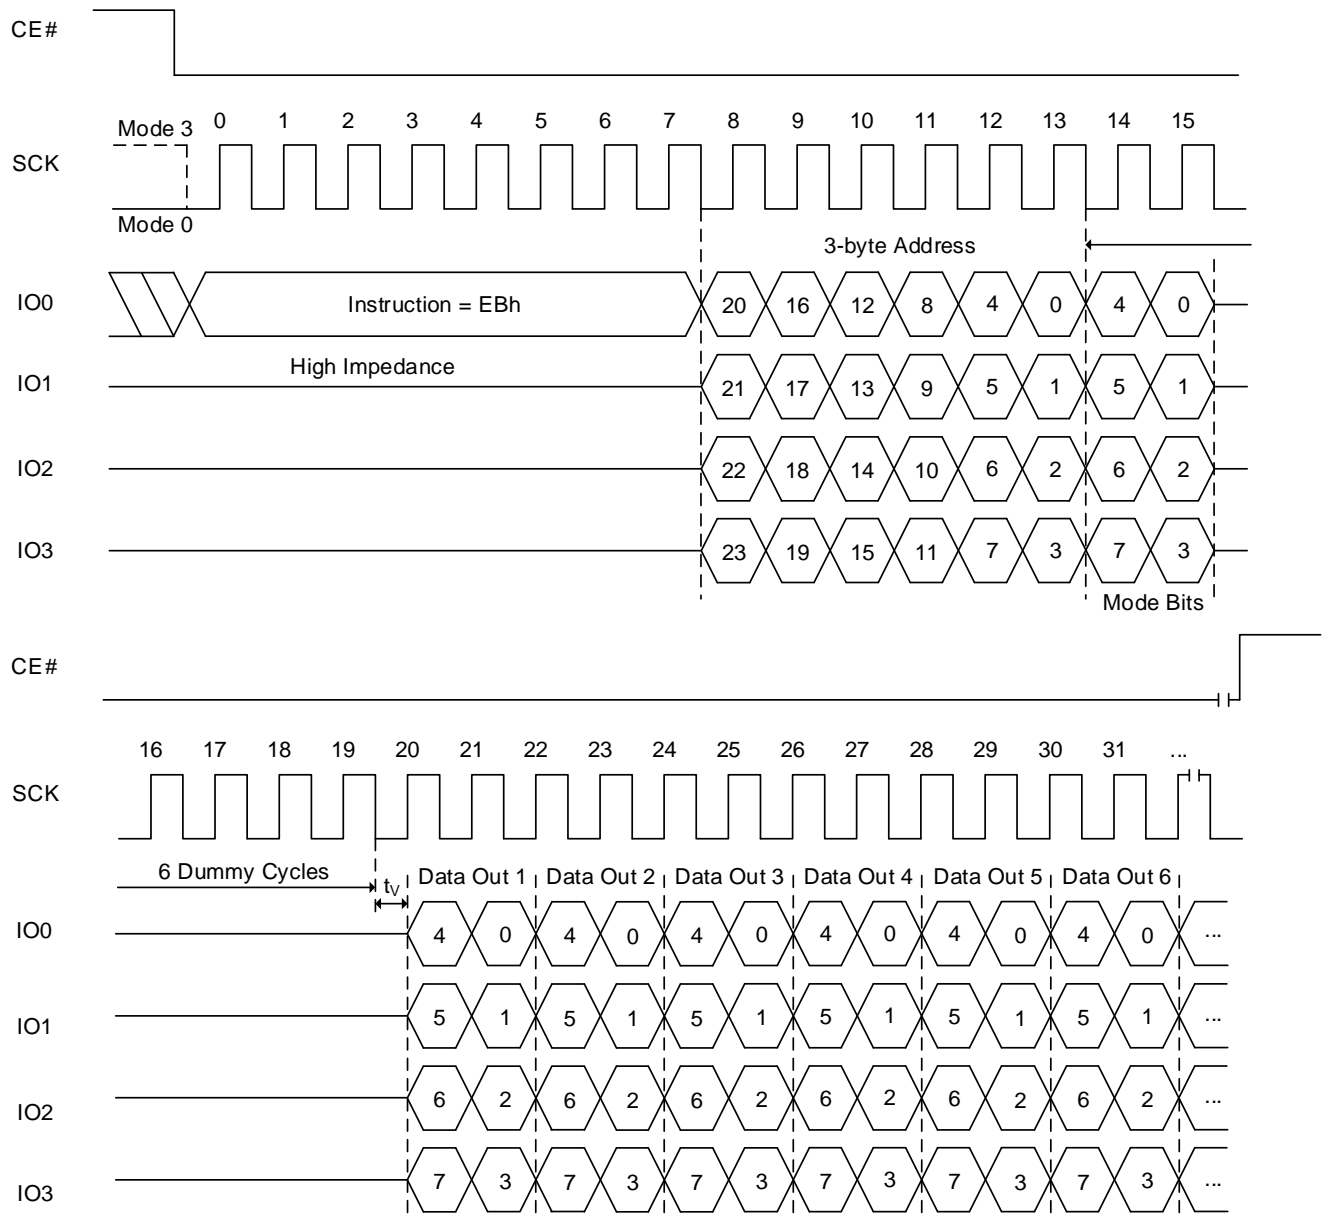 CE#
Mode 3 0 1 2 3 4 5 6 7 8 9 10 11 12 13 14 15
SCK
Mode 0
3-byte Address
IO0 Instruction = EBh 20 16 12 8 4 0 4 0
High Impedance
IO1 21 17 13 9 5 1 5 1
IO2 22 18 14 10 6 2 6 2
IO3 23 19 15 11 7 3 7 3
Mode Bits
CE#
16 17 18 19 20 21 22 23 24 25 26 27 28 29 30 31 ...
SCK
6 Dummy Cycles tV Data Out 1 Data Out 2 Data Out 3 Data Out 4 Data Out 5 Data Out 6
IO0 4 0 4 0 4 0 4 0 4 0 4 0 ...
IO1 5 1 5 1 5 1 5 1 5 1 5 1 ...
IO2 6 2 6 2 6 2 6 2 6 2 6 2 ...
IO3 7 3 7 3 7 3 7 3 7 3 7 3 ...